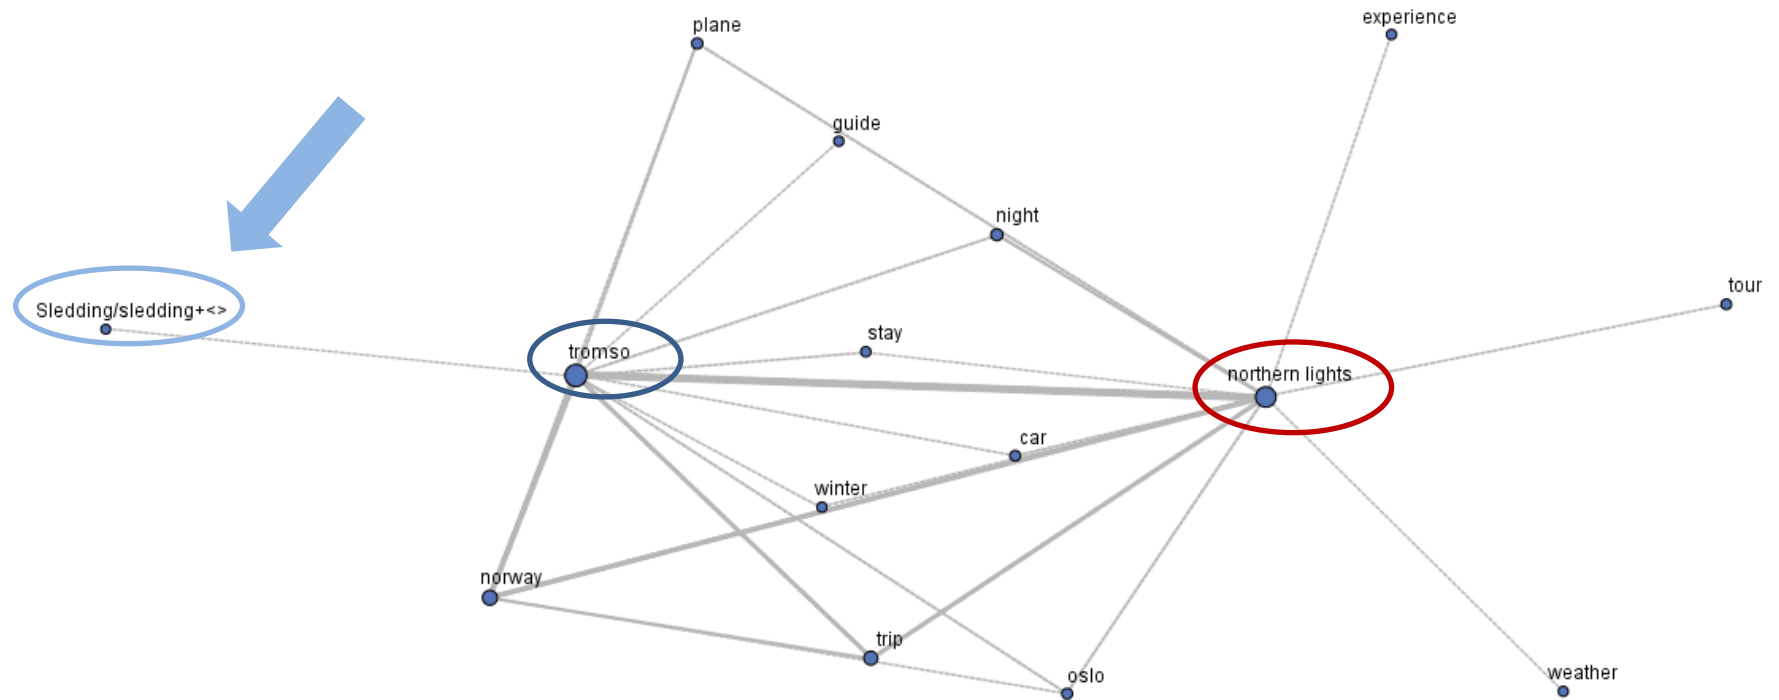 experience
plane
guide
night
tour
Sledding/sledding+<>
stay
tromso
northern lights
car
winter
norway
trip
oslo
weather